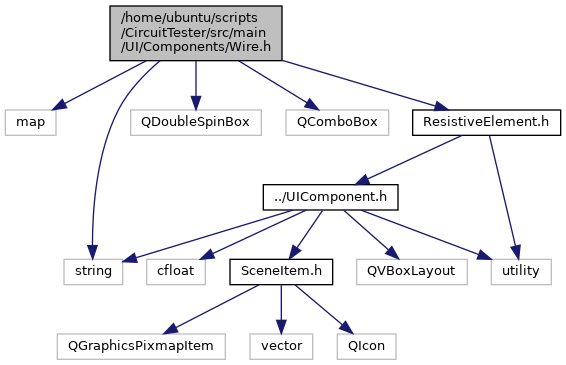 /home/ubuntu/scripts
/CircuitTester/src/main
/UI/Components/Wire.h
map
QDoubleSpinBox
QComboBox
ResistiveElement.h
../UIComponent.h
string
cfloat
SceneItem.h
QVBoxLayout
utility
QGraphicsPixmapItem
vector
QIcon